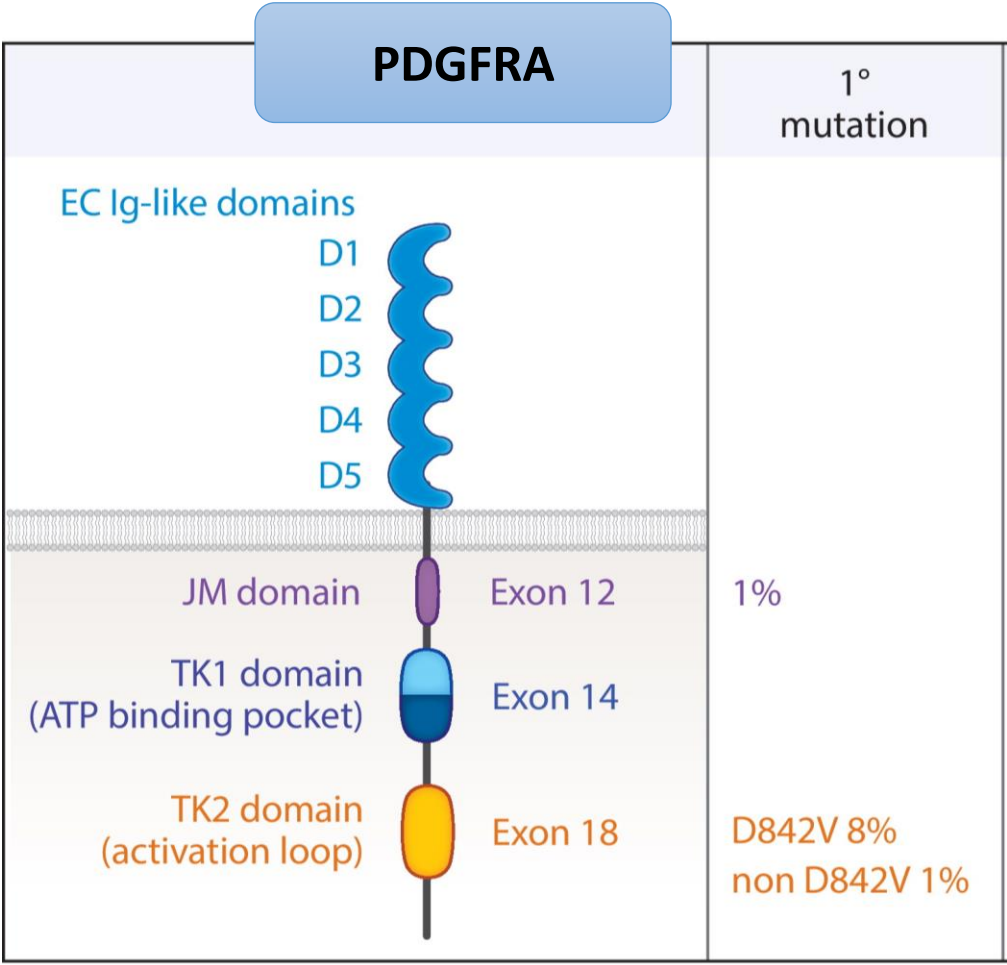 PDGFRA
1°
mutation
EC Ig-like domains
D1
D2
D3
D4
D5
JM domain
Exon 12
1%
TK1 domain
(ATP binding pocket)
Exon 14
TK2 domain
(activation loop)
Exon 18
D842V 8%
non D842V 1%